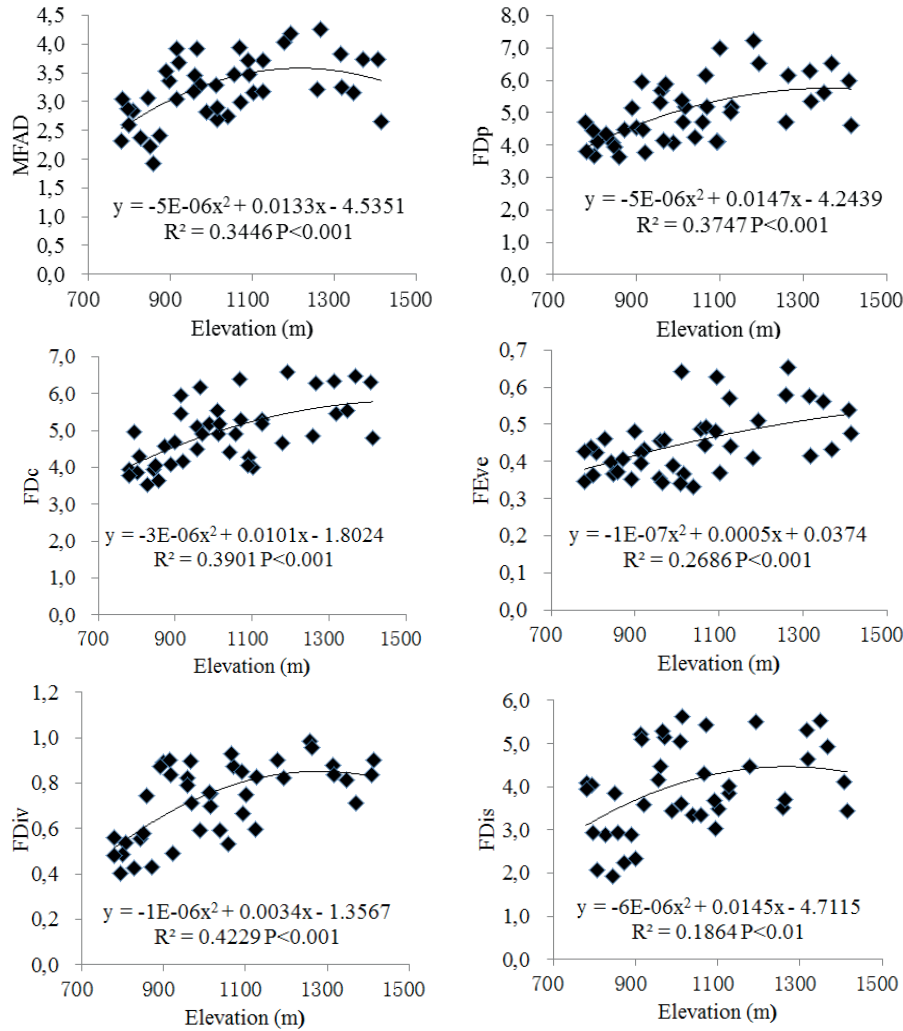 4,5
4,0
3,5
3,0
2,5
2,0
1,5
1,0
0,5
0,0
MFAD
y = -5E-06x² + 0.0133x - 4.5351
R² = 0.3446 P<0.001
700 900 1100 1300 1500
Elevation (m)
8,0
7,0
6,0
5,0
4,0
3,0
2,0
1,0
0,0
FDp
y = -5E-06x² + 0.0147x - 4.2439
R² = 0.3747 P<0.001
700 900 1100 1300 1500
Elevation (m)
7,0
6,0
5,0
4,0
3,0
2,0
1,0
0,0
FDc
y = -3E-06x² + 0.0101x - 1.8024
R² = 0.3901 P<0.001
700 900 1100 1300 1500
Elevation (m)
0,7
0,6
0,5
0,4
0,3
0,2
0,1
0,0
FEve
y = -1E-07x² + 0.0005x + 0.0374
R² = 0.2686 P<0.001
700 900 1100 1300 1500
Elevation (m)
1,2
1,0
0,8
0,6
0,4
0,2
0,0
FDiv
y = -1E-06x² + 0.0034x - 1.3567
R² = 0.4229 P<0.001
700 900 1100 1300 1500
Elevation (m)
6,0
5,0
4,0
3,0
2,0
1,0
0,0
FDis
y = -6E-06x² + 0.0145x - 4.7115
R² = 0.1864 P<0.01
700 900 1100 1300 1500
Elevation (m)